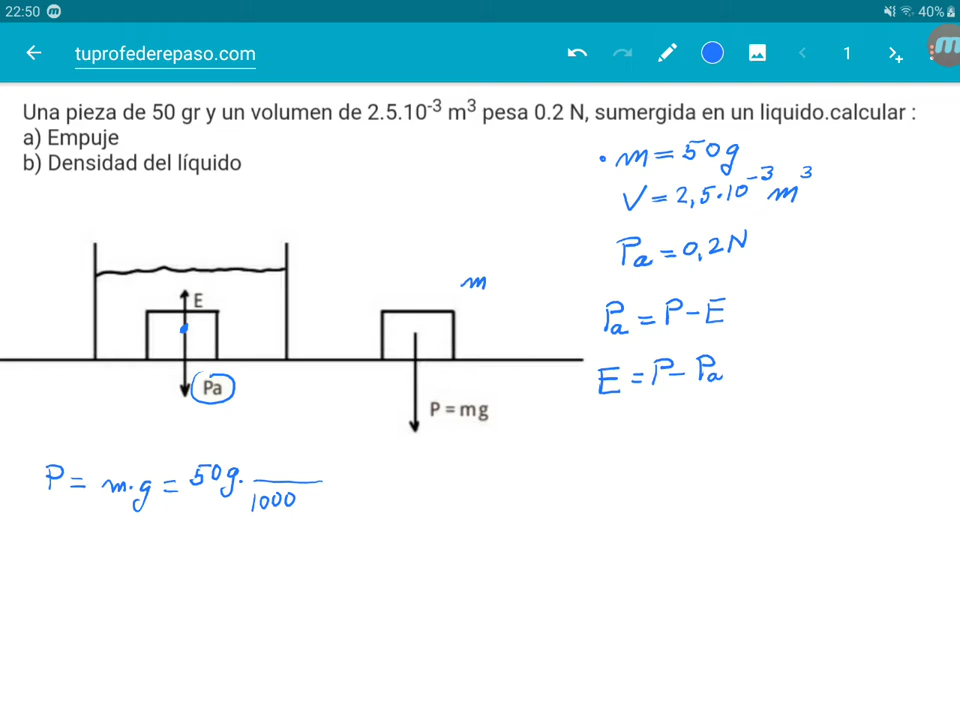 22:50 m 40%
tuprofederepaso.com 1
m
Una pieza de 50 gr y un volumen de 2.5.10⁻³ m³ pesa 0.2 N, sumergida en un liquido.calcular :
a) Empuje
b) Densidad del líquido
• m = 50g
V = 2,5·10⁻³ m³
Pa = 0,2N
E
m
Pa = P - E
E = P - Pa
Pa
P = mg
P = m·g = 50g· ——
1000